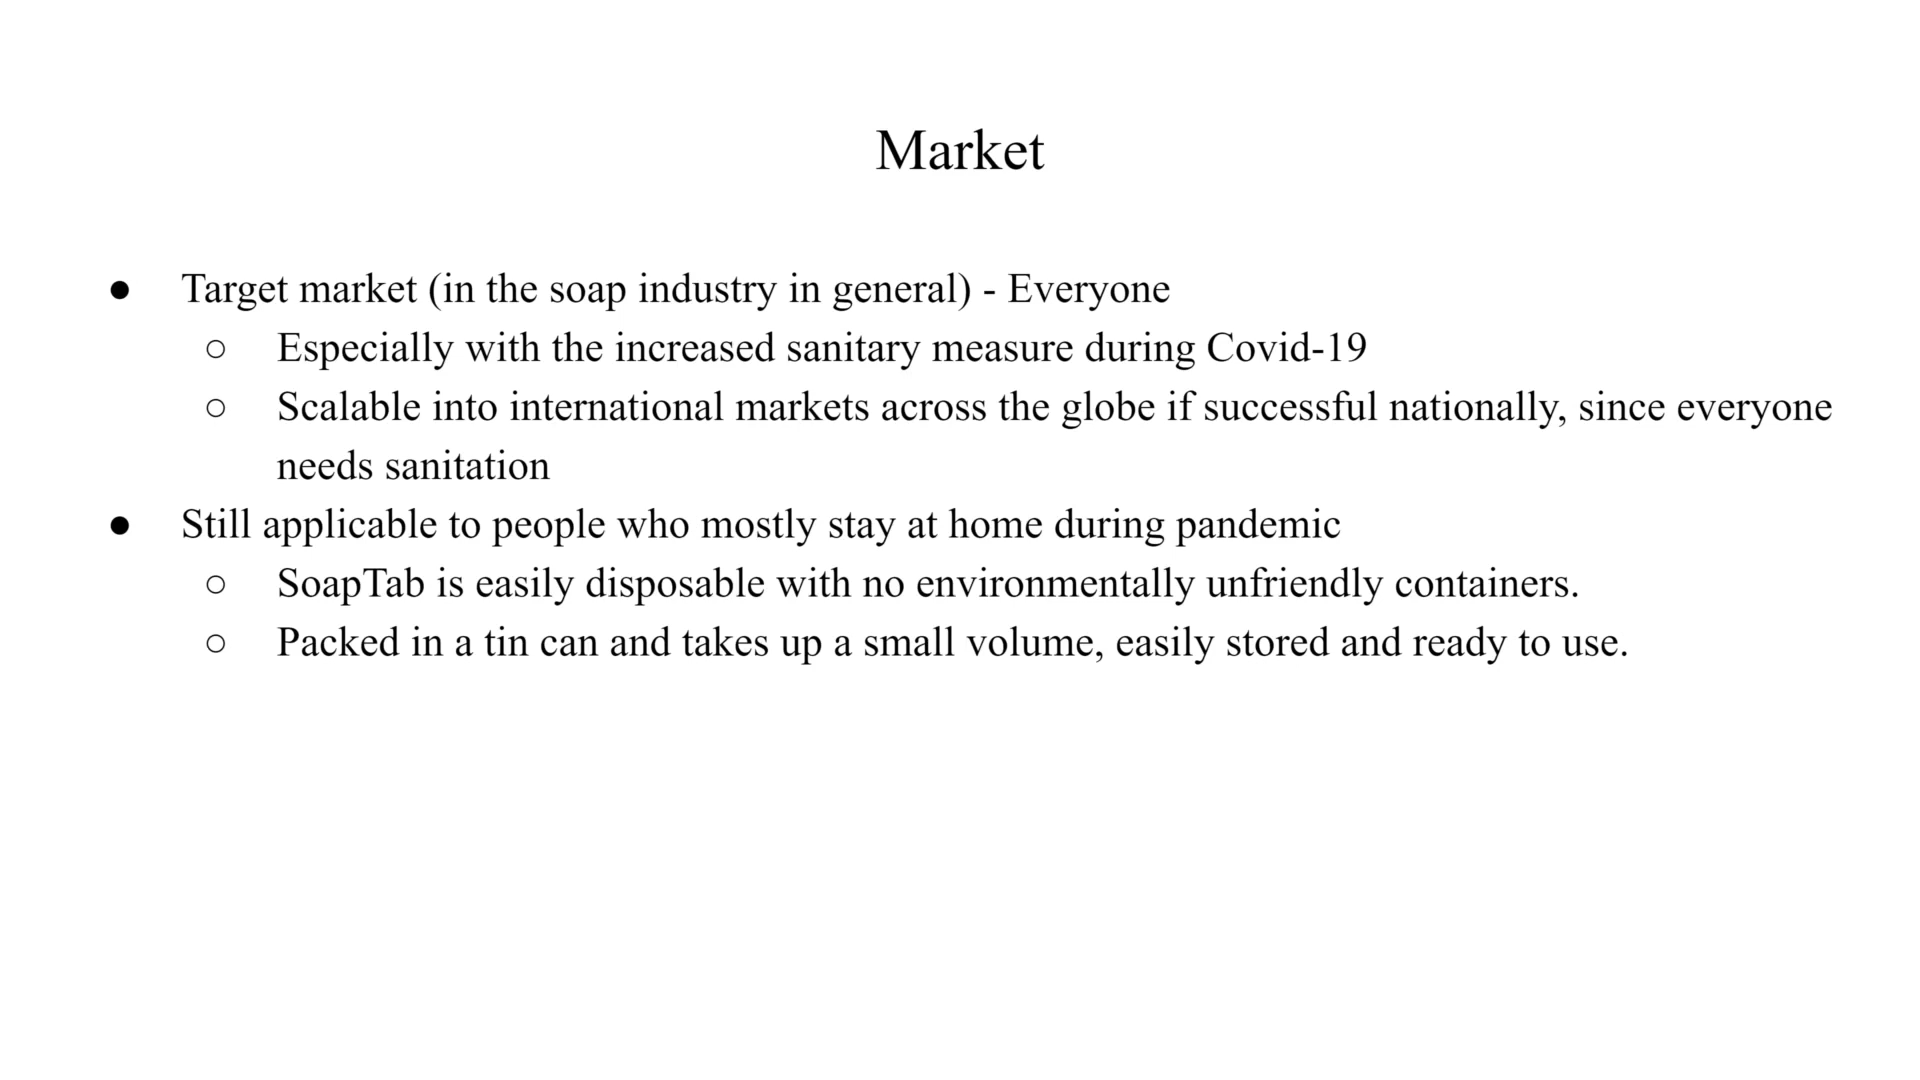 Market
● Target market (in the soap industry in general) - Everyone
○ Especially with the increased sanitary measure during Covid-19
○ Scalable into international markets across the globe if successful nationally, since everyone
needs sanitation
● Still applicable to people who mostly stay at home during pandemic
○ SoapTab is easily disposable with no environmentally unfriendly containers.
○ Packed in a tin can and takes up a small volume, easily stored and ready to use.